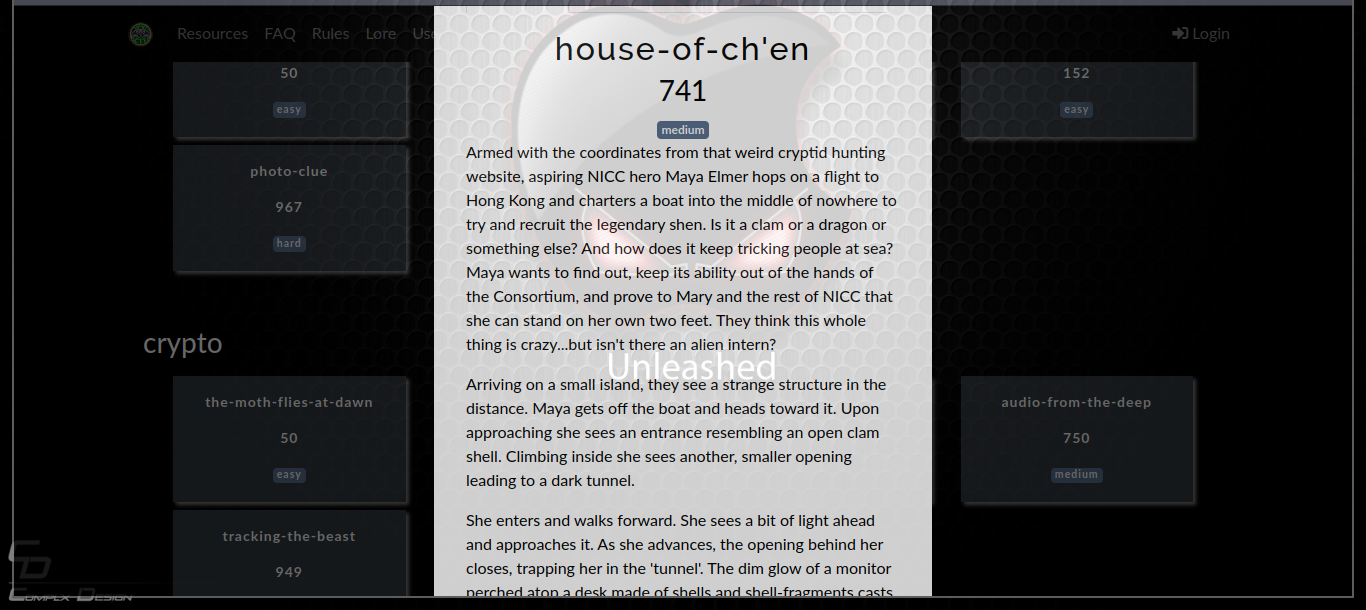 Resources FAQ Rules Lore Login
house-of-ch'en
741
medium
Armed with the coordinates from that weird cryptid hunting
website, aspiring NICC hero Maya Elmer hops on a flight to
Hong Kong and charters a boat into the middle of nowhere to
try and recruit the legendary shen. Is it a clam or a dragon or
something else? And how does it keep tricking people at sea?
Maya wants to find out, keep its ability out of the hands of
the Consortium, and prove to Mary and the rest of NICC that
she can stand on her own two feet. They think this whole
thing is crazy...but isn't there an alien intern?
Unleashed
Arriving on a small island, they see a strange structure in the
distance. Maya gets off the boat and heads toward it. Upon
approaching she sees an entrance resembling an open clam
shell. Climbing inside she sees another, smaller opening
leading to a dark tunnel.
She enters and walks forward. She sees a bit of light ahead
and approaches it. As she advances, the opening behind her
closes, trapping her in the 'tunnel'. The dim glow of a monitor
perched atop a desk made of shells and shell-fragments casts
50
easy
152
easy
photo-clue
967
hard
crypto
the-moth-flies-at-dawn
50
easy
audio-from-the-deep
750
medium
tracking-the-beast
949
Complex Design